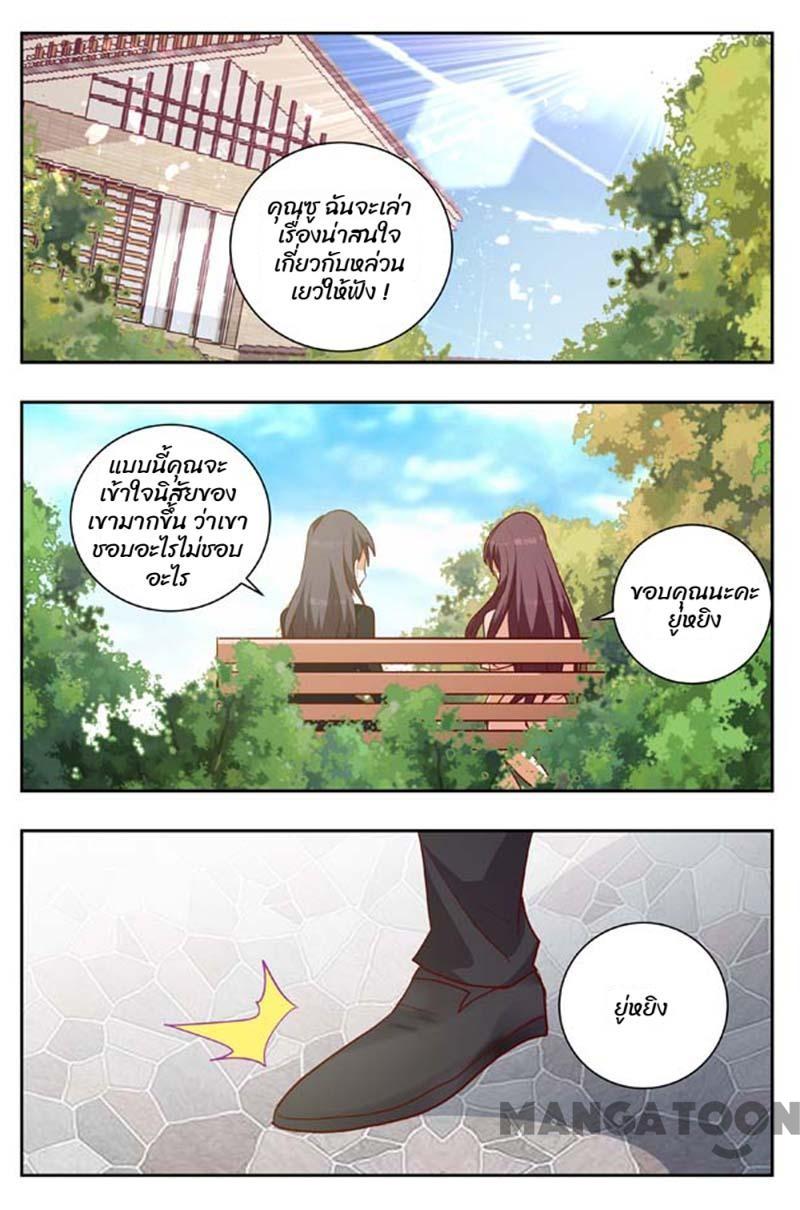 คุณซู ฉันจะเล่า
เรื่องน่าสนใจ
เกี่ยวกับหล่วน
เยว่ให้ฟัง !
แบบนี้คุณจะ
เข้าใจนิสัยของ
เขามากขึ้น ว่าเขา
ชอบอะไรไม่ชอบ
อะไร
ขอบคุณนะคะ
ยู่หยิง
ยู่หยิง
MANGATOON